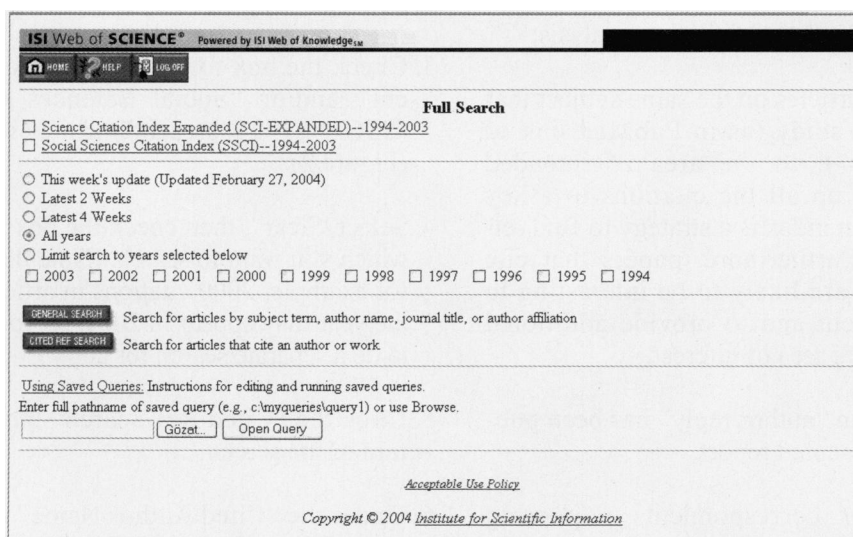 ISI Web of SCIENCE® Powered by ISI Web of Knowledge SM
HOME HELP LOG OFF
Full Search
Science Citation Index Expanded (SCI-EXPANDED)--1994-2003
Social Sciences Citation Index (SSCI)--1994-2003
This week's update (Updated February 27, 2004)
Latest 2 Weeks
Latest 4 Weeks
All years
Limit search to years selected below
2003 2002 2001 2000 1999 1998 1997 1996 1995 1994
GENERAL SEARCH Search for articles by subject term, author name, journal title, or author affiliation
CITED REF SEARCH Search for articles that cite an author or work
Using Saved Queries: Instructions for editing and running saved queries.
Enter full pathname of saved query (e.g., c:\myqueries\query1) or use Browse.
Gözat... Open Query
Acceptable Use Policy
Copyright © 2004 Institute for Scientific Information